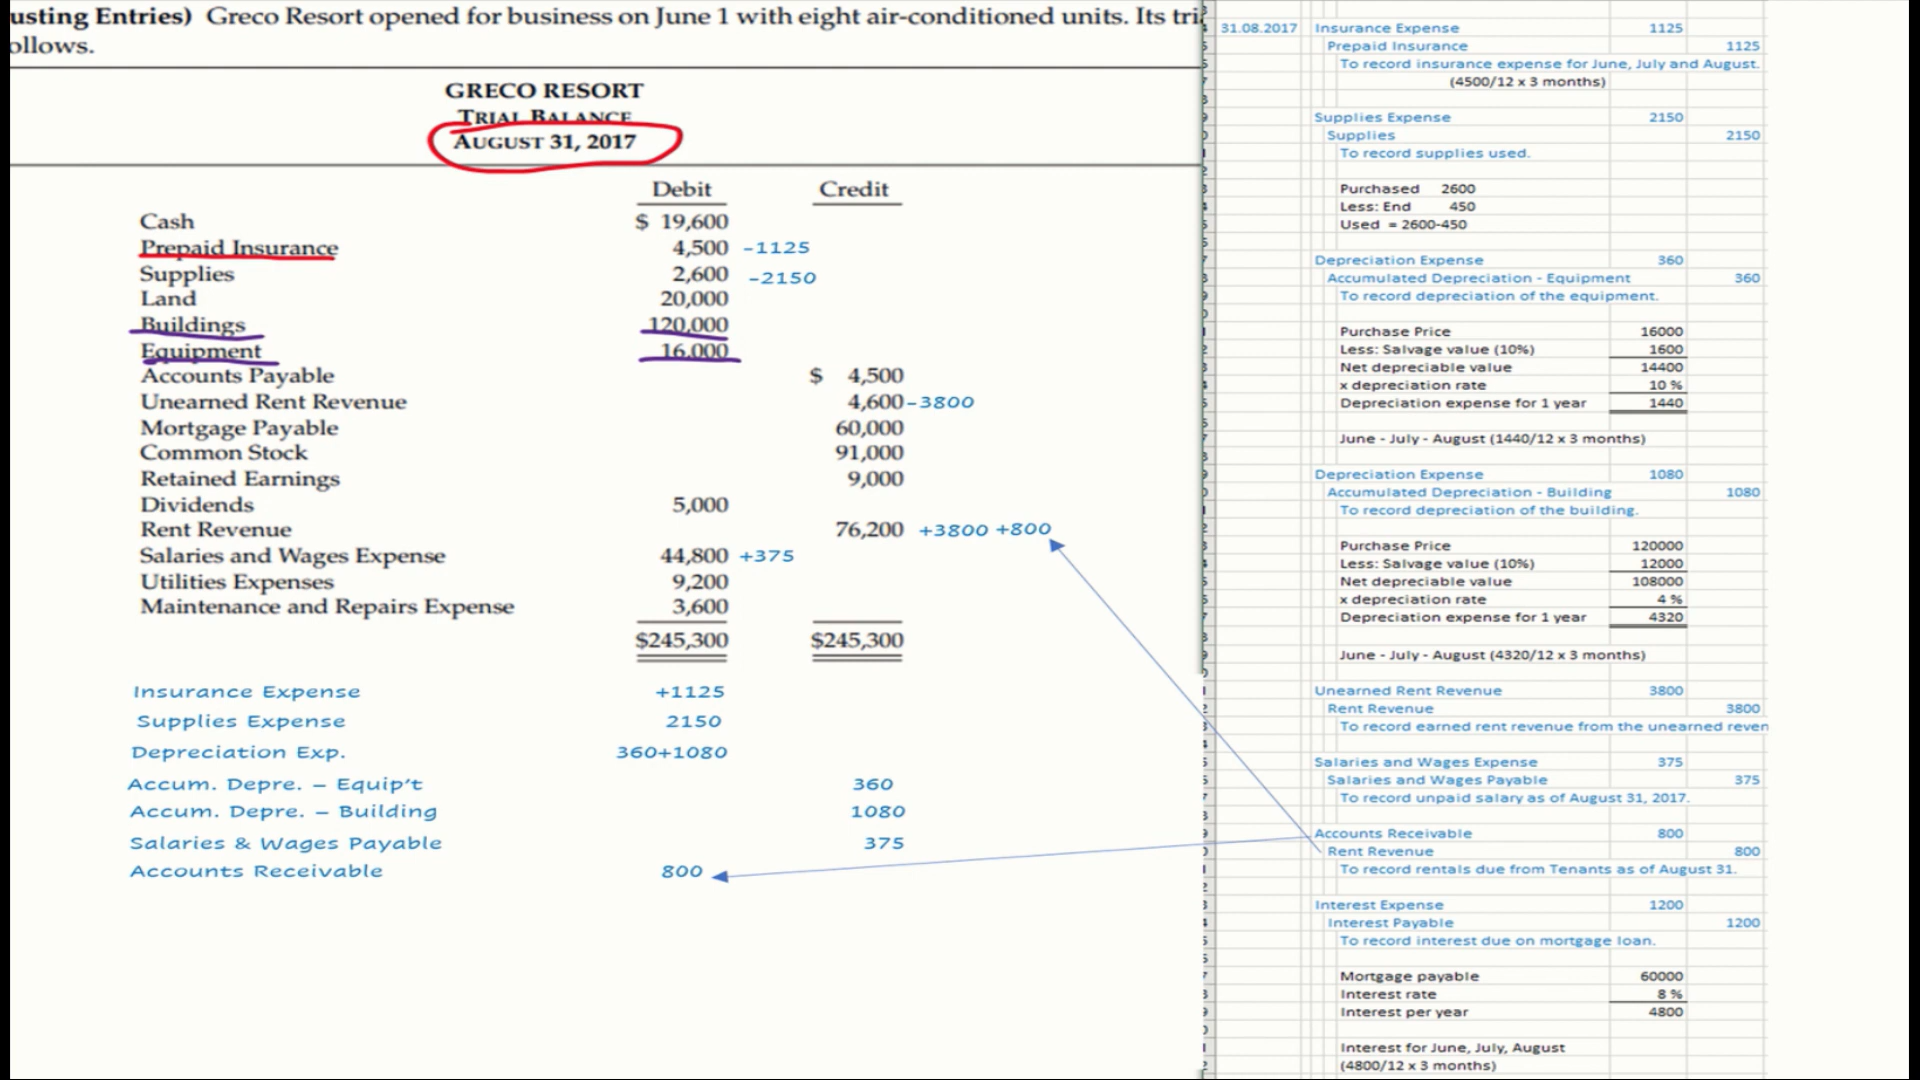 usting Entries) Greco Resort opened for business on June 1 with eight air-conditioned units. Its tri
ollows.
GRECO RESORT
TRIAL BALANCE
AUGUST 31, 2017
Debit Credit
Cash $ 19,600
Prepaid Insurance 4,500 -1125
Supplies 2,600 -2150
Land 20,000
Buildings 120,000
Equipment 16,000
Accounts Payable $ 4,500
Unearned Rent Revenue 4,600 -3800
Mortgage Payable 60,000
Common Stock 91,000
Retained Earnings 9,000
Dividends 5,000
Rent Revenue 76,200 +3800 +800
Salaries and Wages Expense 44,800 +375
Utilities Expenses 9,200
Maintenance and Repairs Expense 3,600
$245,300 $245,300
Insurance Expense +1125
Supplies Expense 2150
Depreciation Exp. 360+1080
Accum. Depre. – Equip't 360
Accum. Depre. – Building 1080
Salaries & Wages Payable 375
Accounts Receivable 800
31.08.2017 Insurance Expense 1125
Prepaid Insurance 1125
To record insurance expense for June, July and August.
(4500/12 x 3 months)
Supplies Expense 2150
Supplies 2150
To record supplies used.
Purchased 2600
Less: End 450
Used = 2600-450
Depreciation Expense 360
Accumulated Depreciation - Equipment 360
To record depreciation of the equipment.
Purchase Price 16000
Less: Salvage value (10%) 1600
Net depreciable value 14400
x depreciation rate 10 %
Depreciation expense for 1 year 1440
June - July - August (1440/12 x 3 months)
Depreciation Expense 1080
Accumulated Depreciation - Building 1080
To record depreciation of the building.
Purchase Price 120000
Less: Salvage value (10%) 12000
Net depreciable value 108000
x depreciation rate 4 %
Depreciation expense for 1 year 4320
June - July - August (4320/12 x 3 months)
Unearned Rent Revenue 3800
Rent Revenue 3800
To record earned rent revenue from the unearned reven
Salaries and Wages Expense 375
Salaries and Wages Payable 375
To record unpaid salary as of August 31, 2017.
Accounts Receivable 800
Rent Revenue 800
To record rentals due from Tenants as of August 31.
Interest Expense 1200
Interest Payable 1200
To record interest due on mortgage loan.
Mortgage payable 60000
Interest rate 8 %
Interest per year 4800
Interest for June, July, August
(4800/12 x 3 months)